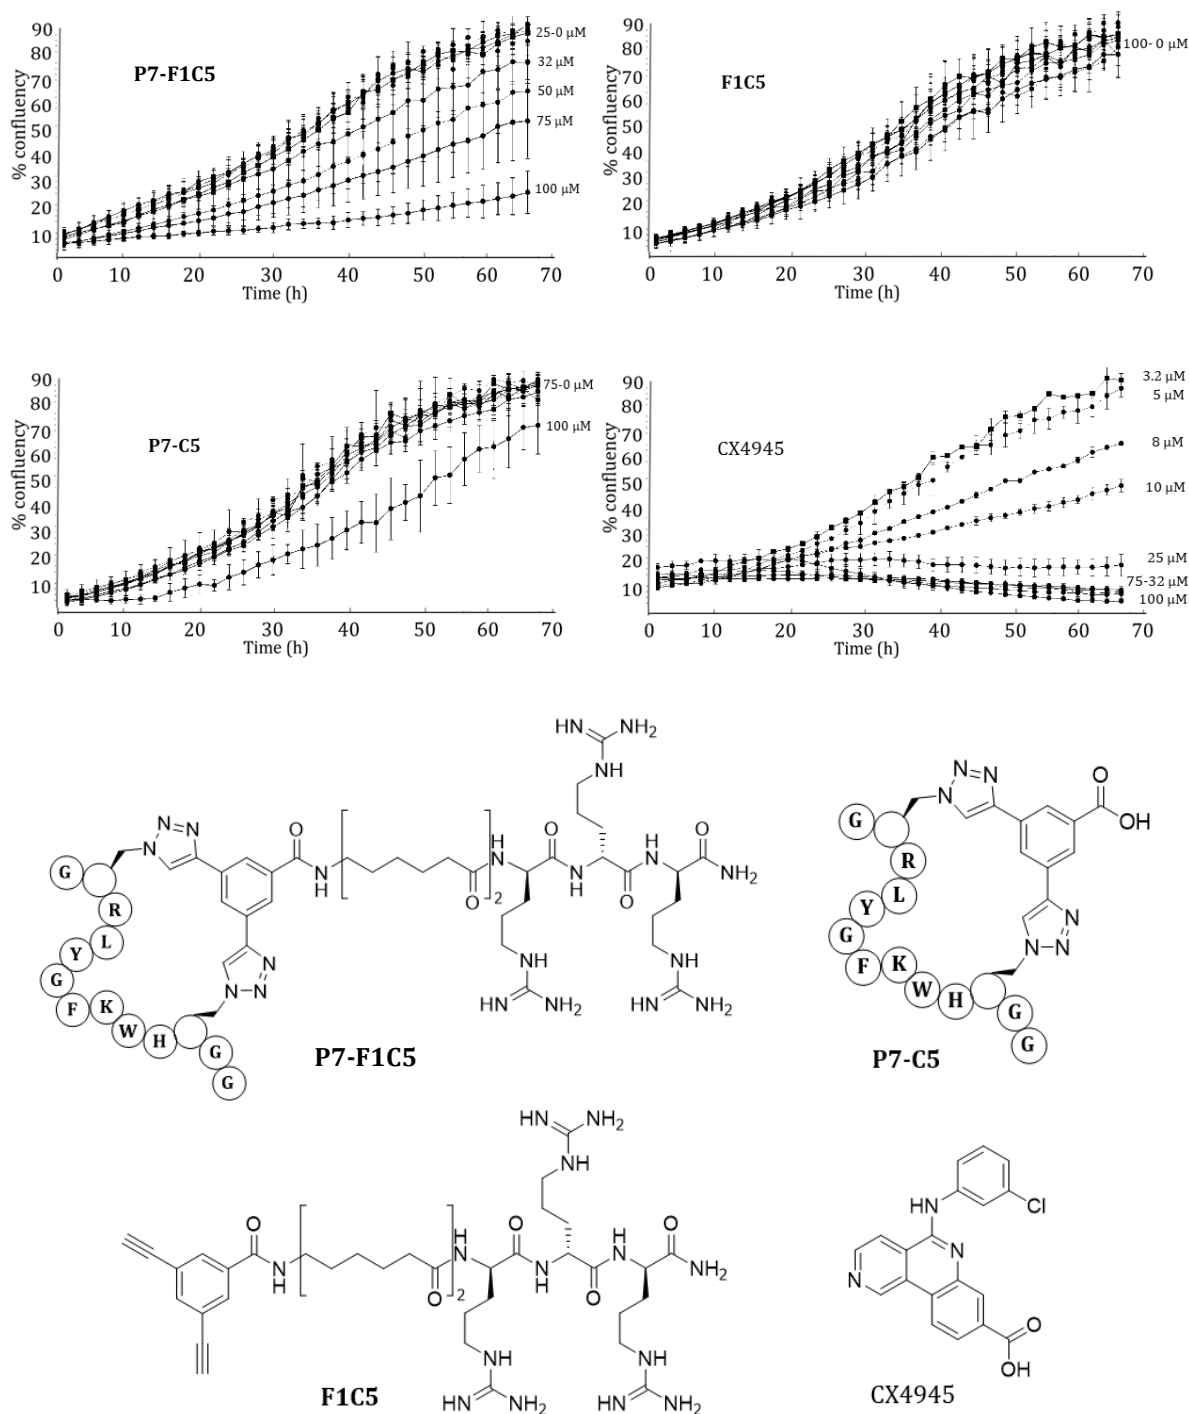 90
80
70
60
50
40
30
20
10
% confluency
P7-F1C5
25-0 µM
32 µM
50 µM
75 µM
100 µM
0 10 20 30 40 50 60 70
Time (h)
90
80
70
60
50
40
30
20
10
% confluency
F1C5
100- 0 µM
0 10 20 30 40 50 60 70
Time (h)
90
80
70
60
50
40
30
20
10
% confluency
P7-C5
75-0 µM
100 µM
0 10 20 30 40 50 60 70
Time (h)
90
80
70
60
50
40
30
20
10
% confluency
CX4945
3.2 µM
5 µM
8 µM
10 µM
25 µM
75-32 µM
100 µM
0 10 20 30 40 50 60 70
Time (h)
HN NH2
NH
N=N
N
O
N
H
O
2
H
N
O
N
H
O
H
N
O
NH2
NH
HN NH2
NH
HN NH2
N
N=N
G
R
L
Y
G
F
K
W
H
G
G
P7-F1C5
N=N
N
O
OH
N
N=N
G
R
L
Y
G
F
K
W
H
G
G
P7-C5
HN NH2
NH
O
N
H
O
2
H
N
O
N
H
O
H
N
O
NH2
NH
HN NH2
NH
HN NH2
F1C5
HN
Cl
N
N
O
OH
CX4945